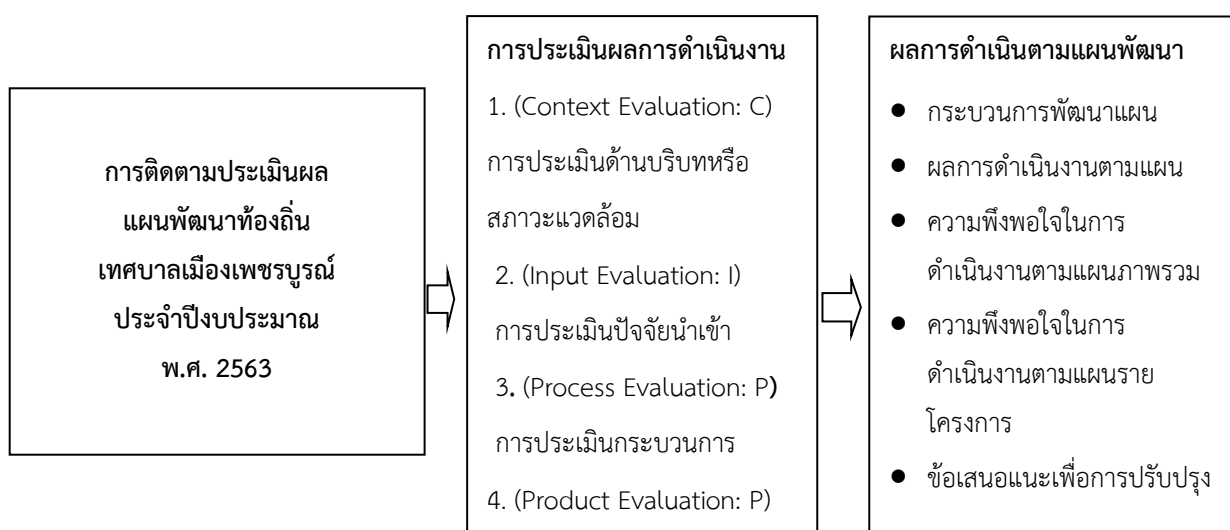 การติดตามประเมินผล
แผนพัฒนาท้องถิ่น
เทศบาลเมืองเพชรบูรณ์
ประจำปีงบประมาณ
พ.ศ. 2563
การประเมินผลการดำเนินงาน
1. (Context Evaluation: C)
การประเมินด้านบริบทหรือ
สภาวะแวดล้อม
2. (Input Evaluation: I)
การประเมินปัจจัยนำเข้า
3. (Process Evaluation: P)
การประเมินกระบวนการ
4. (Product Evaluation: P)
ผลการดำเนินตามแผนพัฒนา
● กระบวนการพัฒนาแผน
● ผลการดำเนินงานตามแผน
● ความพึงพอใจในการ
ดำเนินงานตามแผนภาพรวม
● ความพึงพอใจในการ
ดำเนินงานตามแผนราย
โครงการ
● ข้อเสนอแนะเพื่อการปรับปรุง